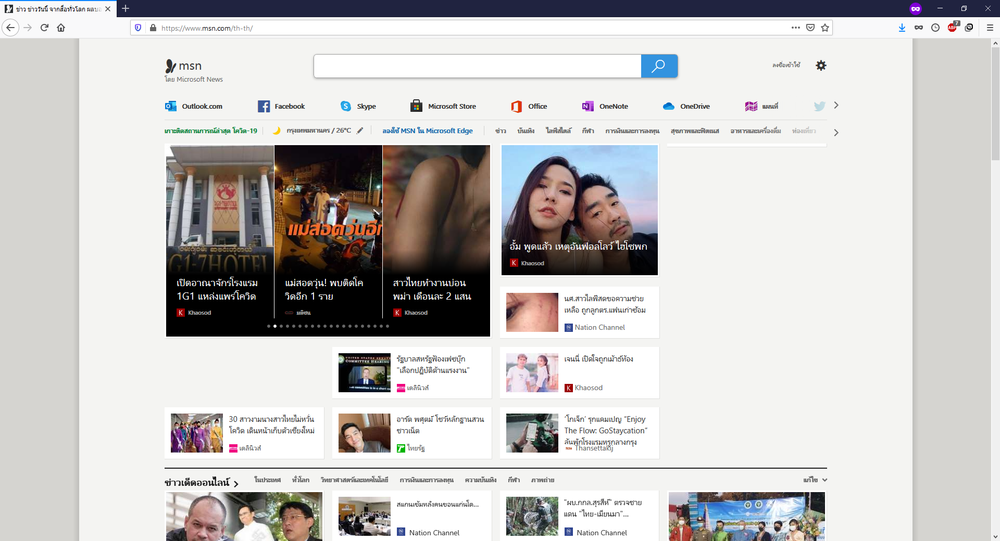 ข่าว ข่าววันนี้ จากสื่อทั่วโลก
https://www.msn.com/th-th/
7
ABP
msn
โดย Microsoft News
ลงชื่อเข้าใช้
Outlook.com
Facebook
Skype
Microsoft Store
Office
OneNote
OneDrive
แผนที่
เกาะติดสถานการณ์ล่าสุด โควิด-19
กรุงเทพมหานคร / 26°C
ลองใช้ MSN ใน Microsoft Edge
ข่าว
บันเทิง
ไลฟ์สไตล์
กีฬา
การเงินและการลงทุน
สุขภาพและฟิตเนส
อาหารและเครื่องดื่ม
ท่องเที่ยว
1G1-7HOTEL
G1-7HOTEL
เปิดอาณาจักรโรงแรม
1G1 แหล่งแพร่โควิด
Khaosod
แม่สอดวุ่นอีก
แม่สอดวุ่น! พบติดโค
วิดอีก 1 ราย
มติชน
สาวไทยทำงานบ่อน
พม่า เดือนละ 2 แสน
Khaosod
อั้ม พูดแล้ว เหตุอันฟอลโลว์ ไฮโซพก
Khaosod
นศ.สาวไลฟ์สดขอความช่วย
เหลือ ถูกลูกตร.แฟนเก่าซ้อม
Nation Channel
UNITED STATES SENATE
COMMITTEE HEARING
committee is in a short
รัฐบาลสหรัฐฟ้องเฟซบุ๊ก
"เลือกปฏิบัติด้านแรงงาน"
เดลินิวส์
เจนนี่ เปิดใจถูกเม้าธ์ท้อง
Khaosod
30 สาวงามนางสาวไทยไม่หวั่น
โควิด เดินหน้าเก็บตัวเชียงใหม่
เดลินิวส์
อาร์ต พศุตม์ โชว์หลักฐานสวน
ชาวเน็ต
ไทยรัฐ
'โกเจ็ก' รุกแคมเปญ "Enjoy
The Flow: GoStaycation"
ลุ้นพักโรงแรมหรูกลางกรุง
Thansettakij
ข่าวเด็ดออนไลน์
ในประเทศ
ทั่วโลก
วิทยาศาสตร์และเทคโนโลยี
การเงินและการลงทุน
ความบันเทิง
กีฬา
ภาพถ่าย
แก้ไข
สแกนเข้มหลังคนขอนแก่นโด...
Nation Channel
"ผบ.กกล.สุรสีห์" ตรวจชาย
แดน "ไทย-เมียนมา"...
Nation Channel